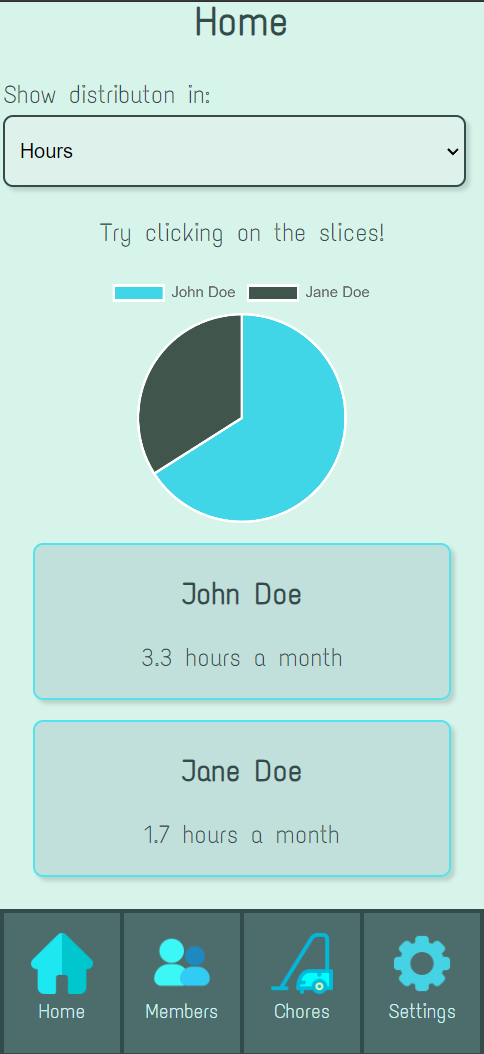 Home
Show distributon in:
Hours
Try clicking on the slices!
John Doe Jane Doe
John Doe
3.3 hours a month
Jane Doe
1.7 hours a month
Home Members Chores Settings